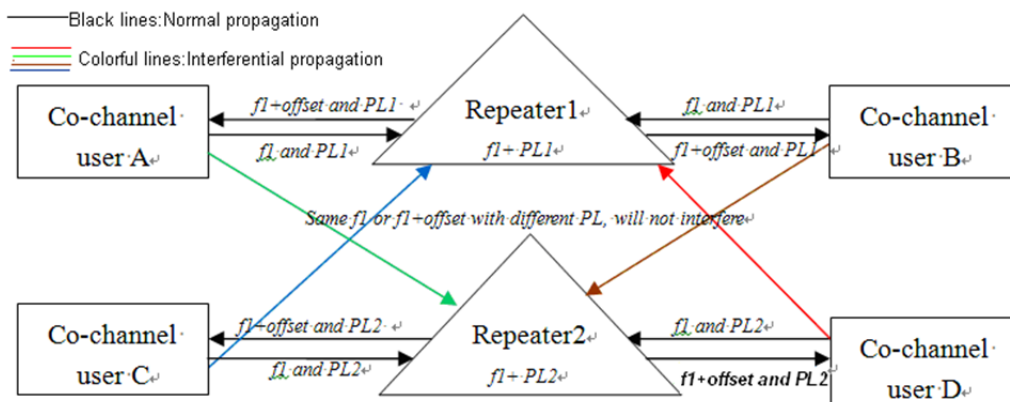 Black lines:Normal propagation
Colorful lines:Interferential propagation
Co-channel
user A
f1+offset and PL1
f1 and PL1
Repeater1
f1+ PL1
f1 and PL1
f1+offset and PL1
Co-channel
user B
Same f1 or f1+offset with different PL, will not interfere
Co-channel
user C
f1+offset and PL2
f1 and PL2
Repeater2
f1+ PL2
f1 and PL2
f1+offset and PL2
Co-channel
user D